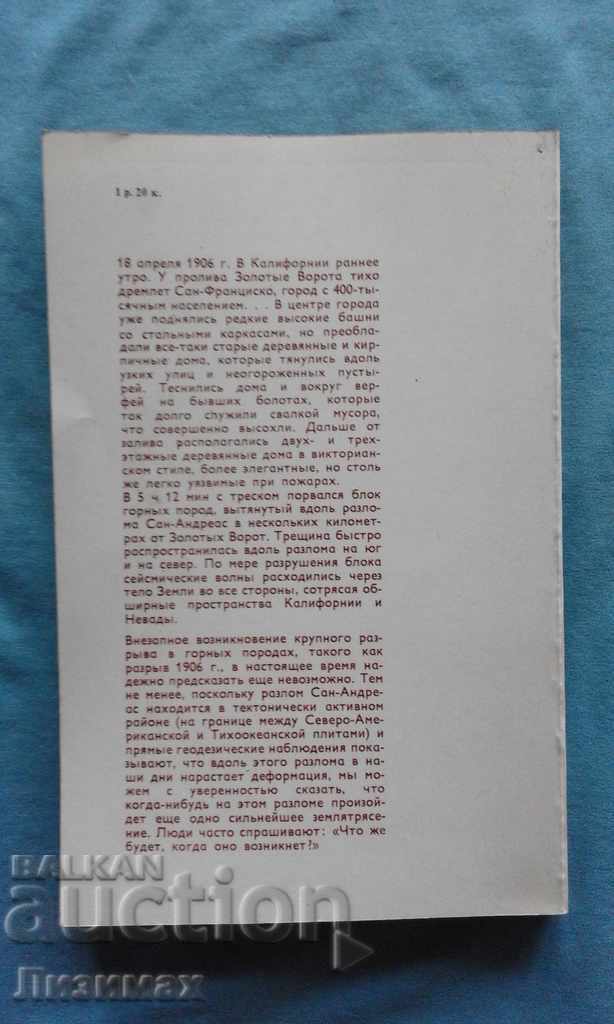 1 р. 20 к.
18 апреля 1906 г. В Калифорнии раннее
утро. У пролива Золотые Ворота тихо
дремлет Сан-Франциско, город с 400-ты-
сячным населением. . . В центре города
уже поднялись редкие высокие башни
со стальными каркасами, но преобла-
дали все-таки старые деревянные и кир-
пичные дома, которые тянулись вдоль
узких улиц и неогороженных пусты-
рей. Теснились дома и вокруг вер-
фей на бывших болотах, которые
так долго служили свалкой мусора,
что совершенно высохли. Дальше от
залива располагались двух- и трех-
этажные деревянные дома в викториан-
ском стиле, более элегантные, но столь
же легко уязвимые при пожарах.
В 5 ч 12 мин с треском порвался блок
горных пород, вытянутый вдоль разло-
ма Сан-Андреас в нескольких километ-
рах от Золотых Ворот. Трещина быстро
распространилась вдоль разлома на юг
и на север. По мере разрушения блока
сейсмические волны расходились через
тело Земли во все стороны, сотрясая об-
ширные пространства Калифорнии и
Невады.
Внезапное возникновение крупного раз-
рыва в горных породах, такого как
разрыв 1906 г., в настоящее время на-
дежно предсказать еще невозможно. Тем
не менее, поскольку разлом Сан-Андре-
ас находится в тектонически активном
районе (на границе между Северо-Аме-
риканской и Тихоокеанской плитами) и
прямые геодезические наблюдения пока-
зывают, что вдоль этого разлома в на-
ши дни нарастает деформация, мы мо-
жем с уверенностью сказать, что
когда-нибудь на этом разломе произой-
дет еще одно сильнейшее землетрясе-
ние. Люди часто спрашивают: «Что же
будет, когда оно возникнет?»
BALKAN
auction
Лизимах